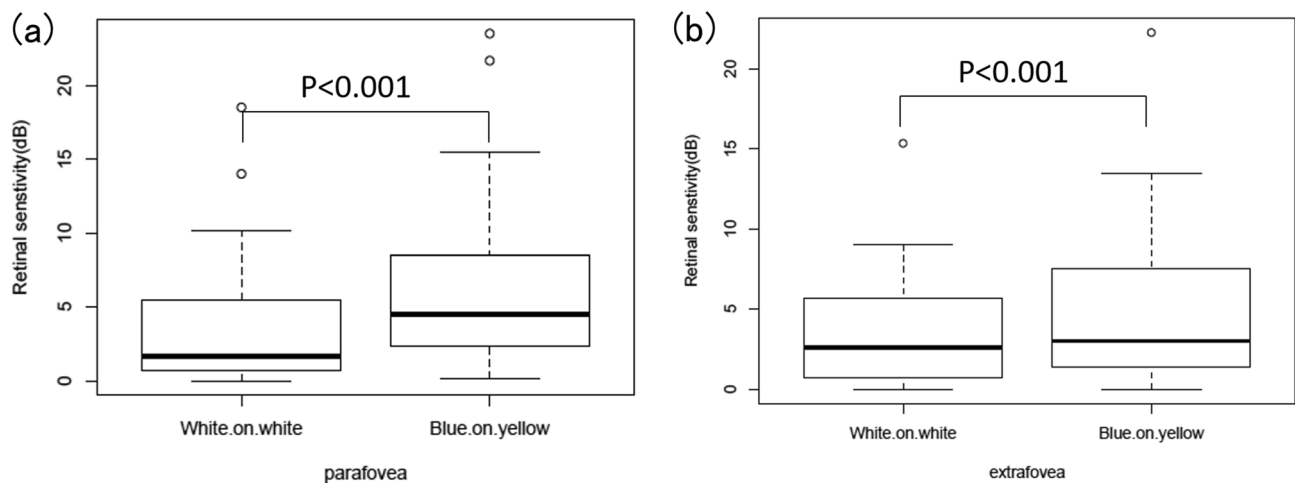 (a)
P<0.001
Retinal senstivity(dB)
20
15
10
5
0
White.on.white
Blue.on.yellow
parafovea
(b)
P<0.001
Retinal senstivity(dB)
20
15
10
5
0
White.on.white
Blue.on.yellow
extrafovea